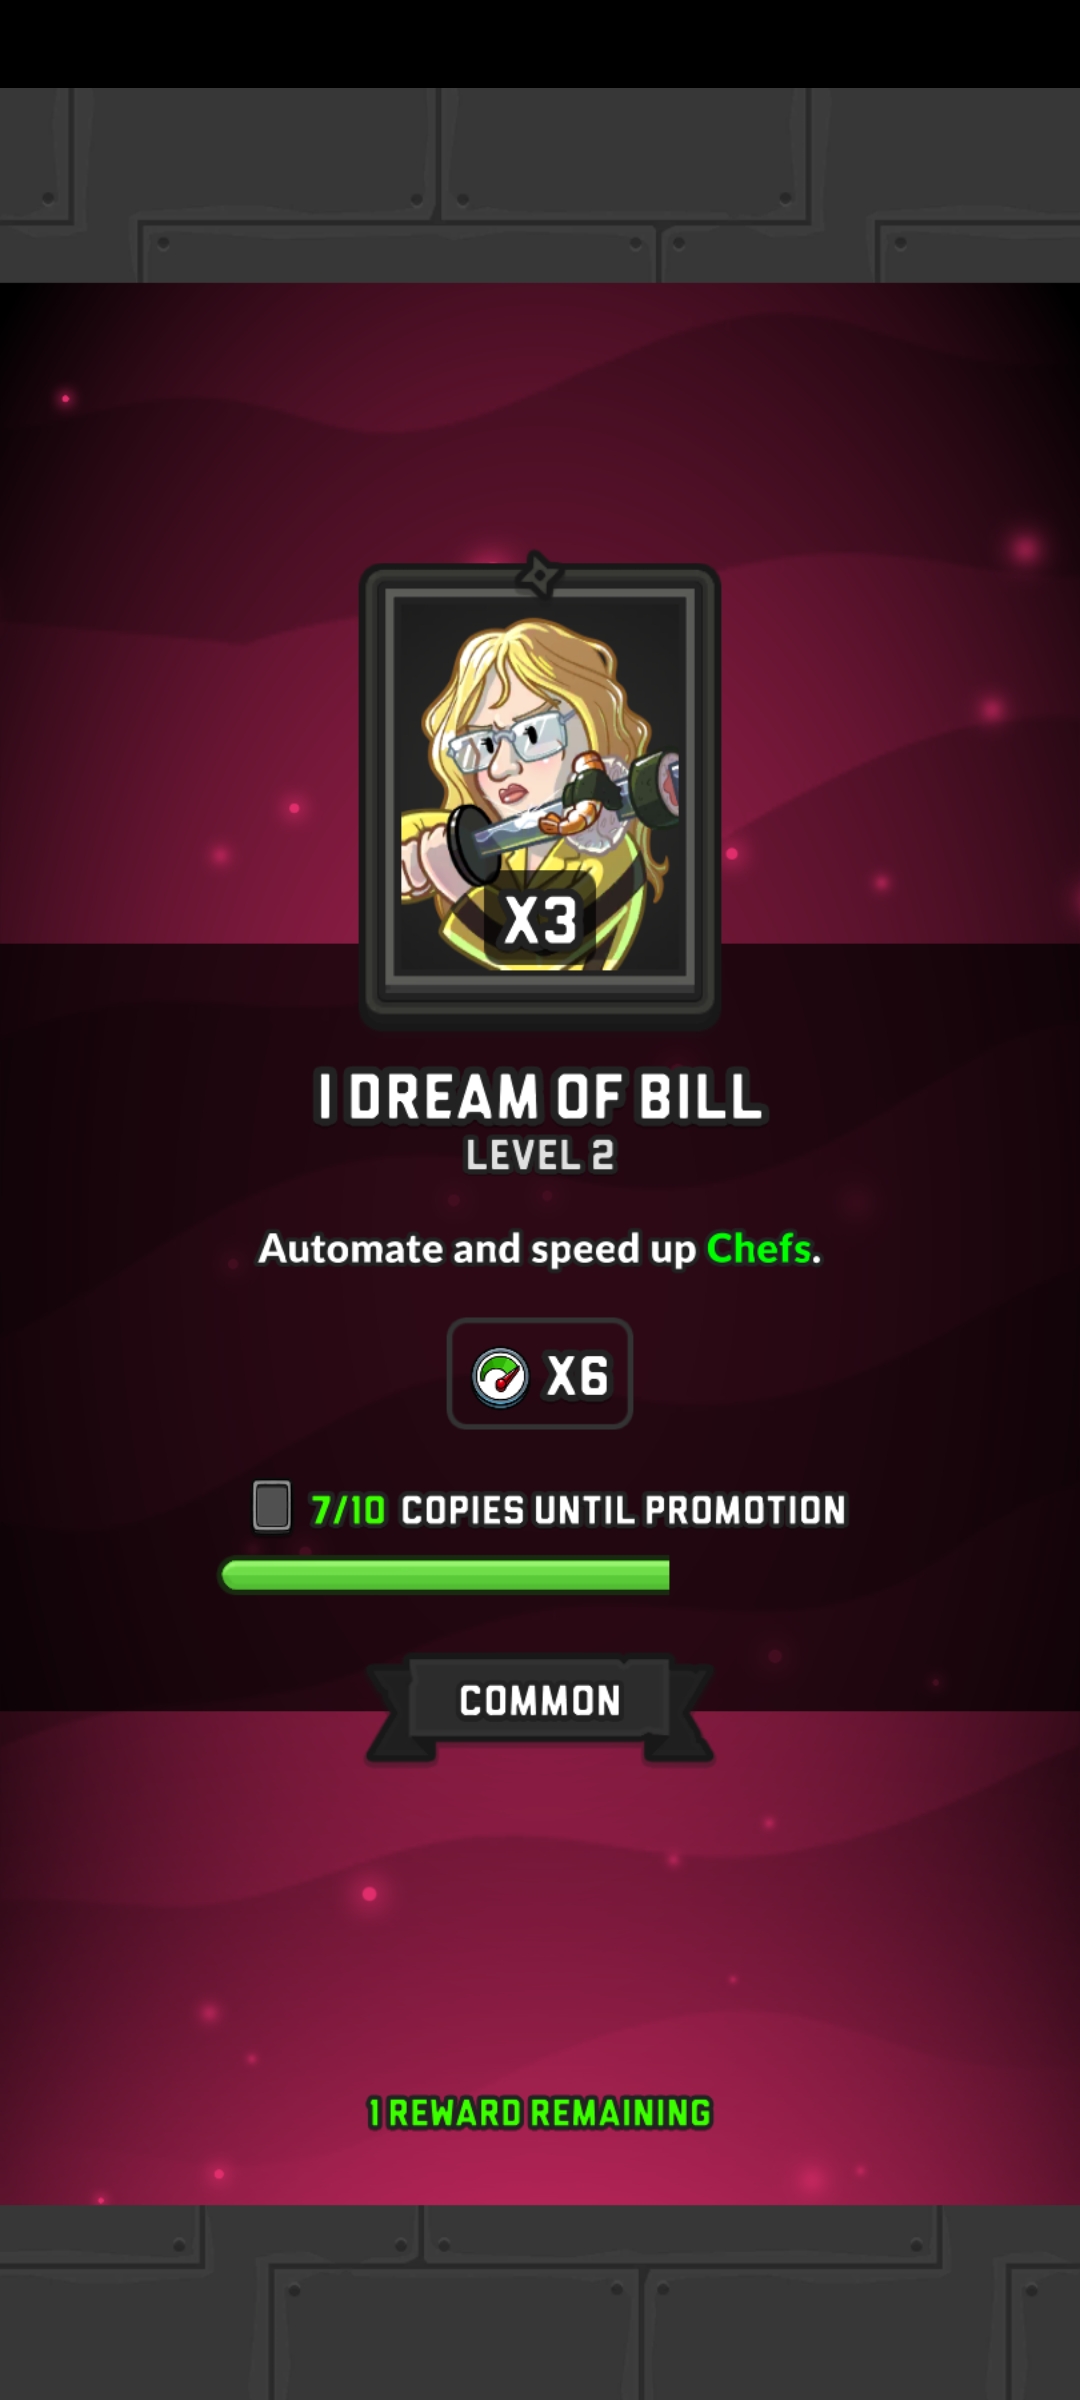 X3
I DREAM OF BILL
LEVEL 2
Automate and speed up Chefs.
X6
7/10 COPIES UNTIL PROMOTION
COMMON
1 REWARD REMAINING